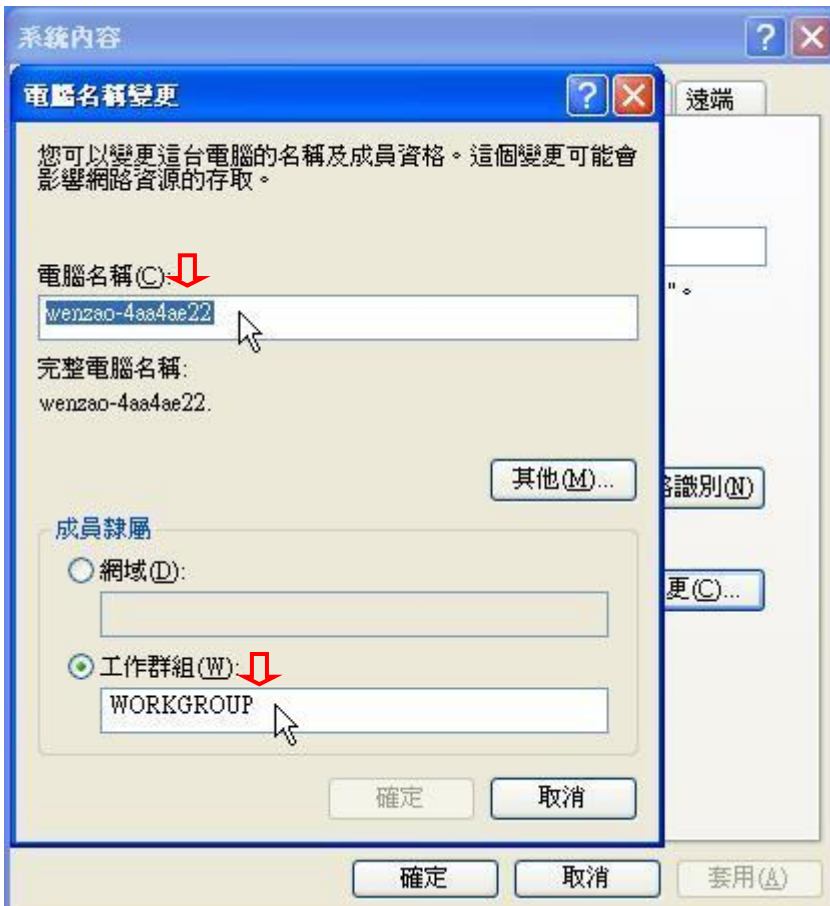 系統內容
電腦名稱變更
遠端
您可以變更這台電腦的名稱及成員資格。這個變更可能會
影響網路資源的存取。
電腦名稱(C):
wenzao-4aa4ae22
"。
完整電腦名稱:
wenzao-4aa4ae22.
其他(M)...
識別(N)
成員隸屬
網域(D):
更(C)...
工作群組(W):
WORKGROUP
確定
取消
確定
取消
套用(A)